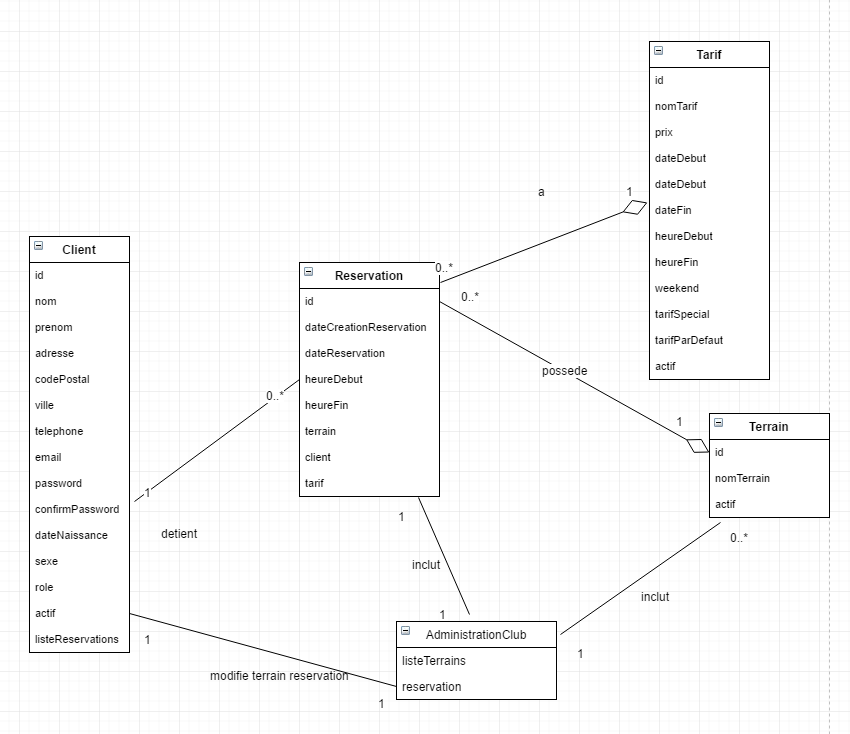 Tarif
id
nomTarif
prix
dateDebut
dateDebut
dateFin
heureDebut
heureFin
weekend
tarifSpecial
tarifParDefaut
actif
a
1
0..*
0..*
Client
id
nom
prenom
adresse
codePostal
ville
telephone
email
password
confirmPassword
dateNaissance
sexe
role
actif
listeReservations
Reservation
id
dateCreationReservation
dateReservation
heureDebut
heureFin
terrain
client
tarif
0..*
1
detient
possede
1
Terrain
id
nomTerrain
actif
0..*
1
inclut
1
inclut
1
AdministrationClub
listeTerrains
reservation
1
modifie terrain reservation
1